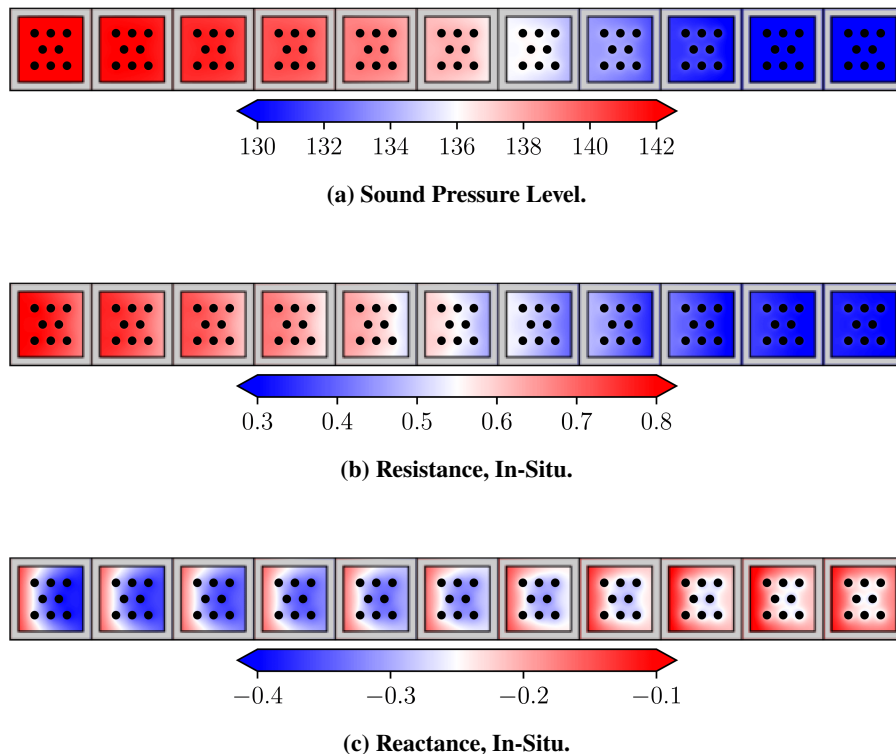 130 132 134 136 138 140 142
(a) Sound Pressure Level.
0.3 0.4 0.5 0.6 0.7 0.8
(b) Resistance, In-Situ.
−0.4 −0.3 −0.2 −0.1
(c) Reactance, In-Situ.